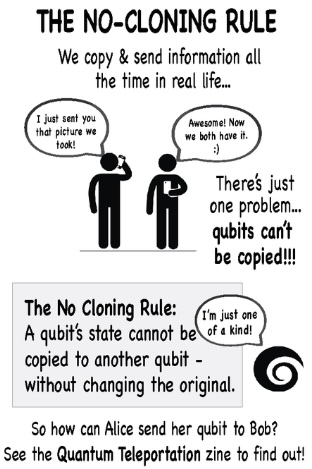 THE NO-CLONING RULE
We copy & send information all
the time in real life...
I just sent you
that picture we
took!
Awesome! Now
we both have it.
:)
There's just
one problem...
qubits can't
be copied!!!
The No Cloning Rule:
A qubit's state cannot be
copied to another qubit -
without changing the original.
I'm just one
of a kind!
So how can Alice send her qubit to Bob?
See the Quantum Teleportation zine to find out!